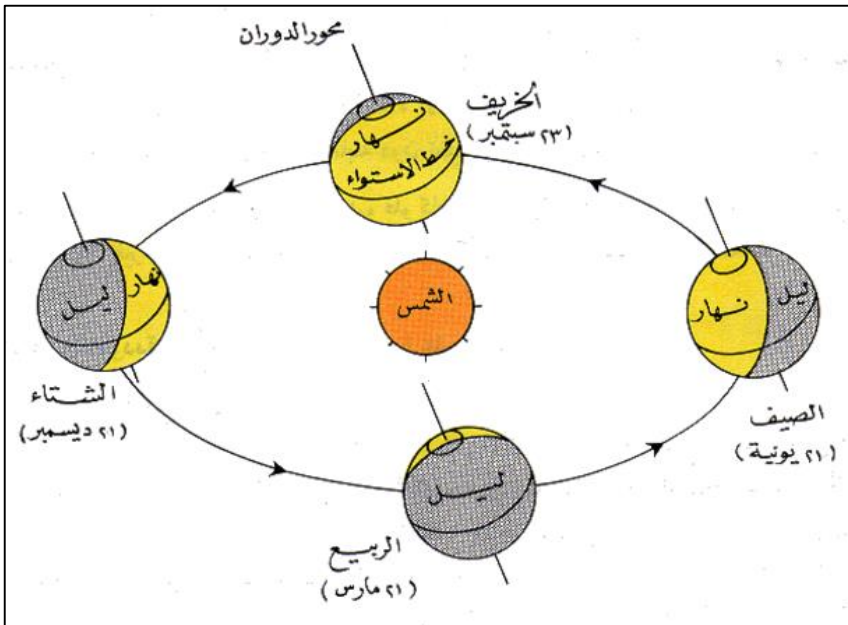 محور الدوران
الخريف
(٢٣ سبتمبر)
نهار
خط الاستواء
ليل
نهار
الشمس
نهار
ليل
الشتاء
(٢١ ديسمبر)
الصيف
(٢١ يونية)
ليل
الربيع
(٢١ مارس)